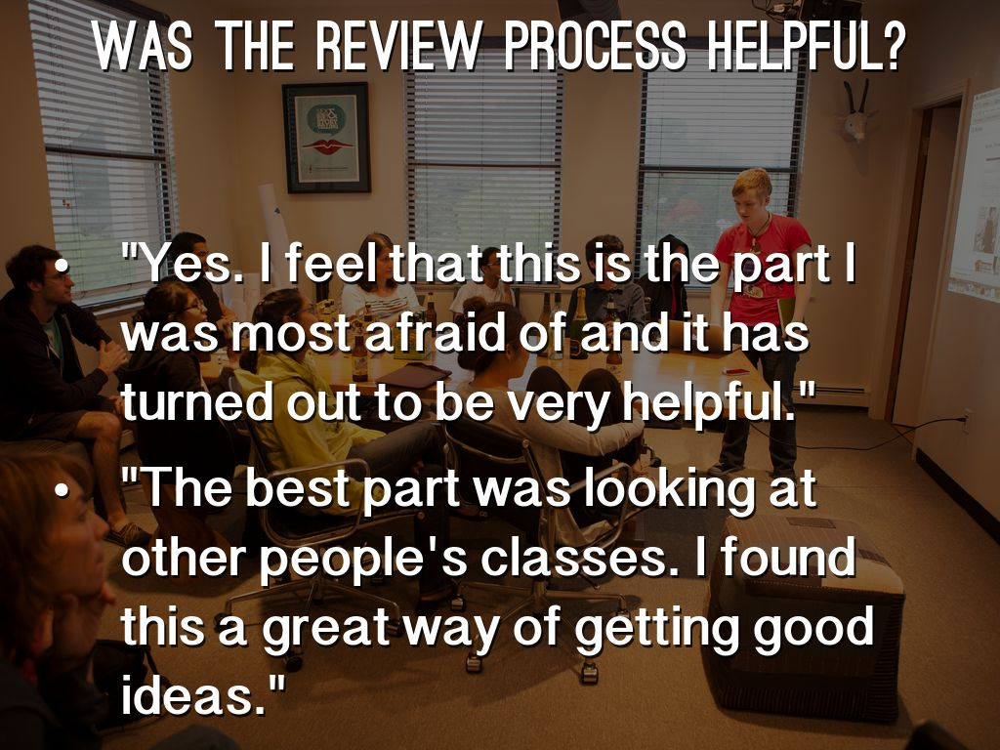 WAS THE REVIEW PROCESS HELPFUL?
• "Yes. I feel that this is the part I
was most afraid of and it has
turned out to be very helpful."
• "The best part was looking at
other people's classes. I found
this a great way of getting good
ideas."